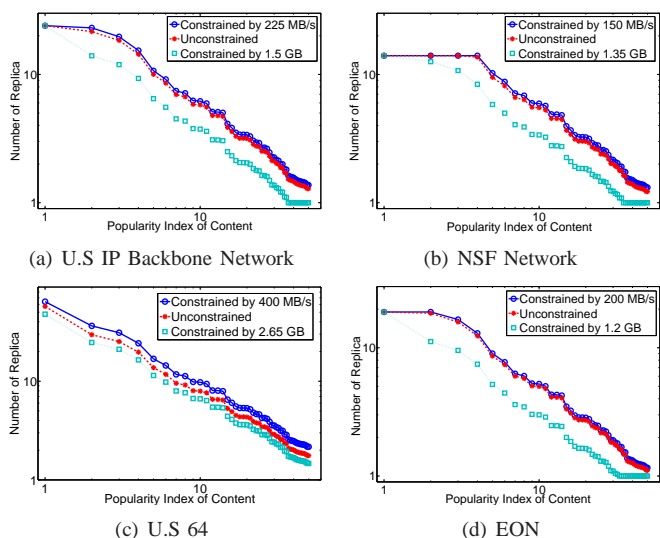 Constrained by 225 MB/s
Unconstrained
Constrained by 1.5 GB
Number of Replica
10
1
1
10
Popularity Index of Content
(a) U.S IP Backbone Network
Constrained by 150 MB/s
Unconstrained
Constrained by 1.35 GB
Number of Replica
10
1
1
10
Popularity Index of Content
(b) NSF Network
Constrained by 400 MB/s
Unconstrained
Constrained by 2.65 GB
Number of Replica
10
1
1
10
Popularity Index of Content
(c) U.S 64
Constrained by 200 MB/s
Unconstrained
Constrained by 1.2 GB
Number of Replica
10
1
1
10
Popularity Index of Content
(d) EON